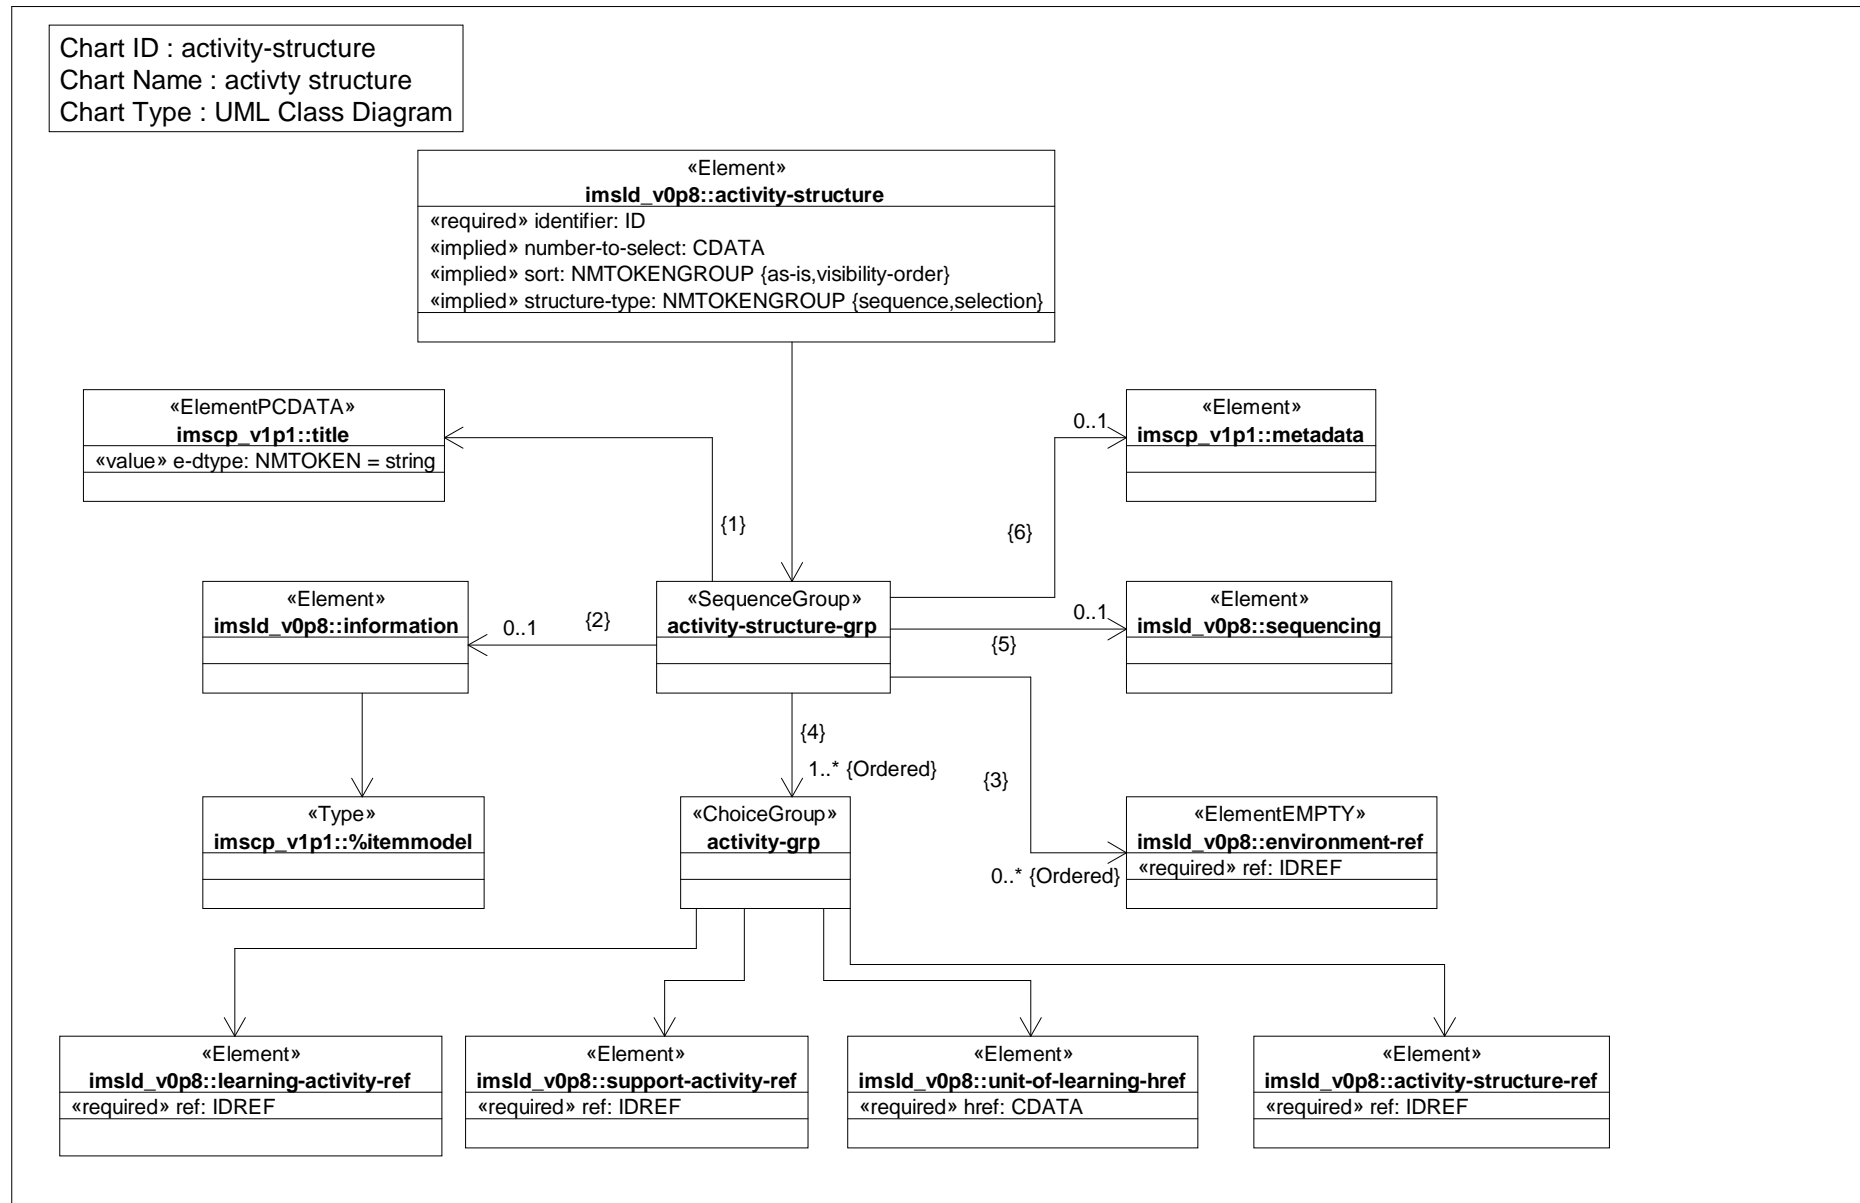 Chart ID : activity-structure
Chart Name : activty structure
Chart Type : UML Class Diagram
«Element»
imsld_v0p8::activity-structure
«required» identifier: ID
«implied» number-to-select: CDATA
«implied» sort: NMTOKENGROUP {as-is,visibility-order}
«implied» structure-type: NMTOKENGROUP {sequence,selection}
«ElementPCDATA»
imscp_v1p1::title
«value» e-dtype: NMTOKEN = string
0..1
«Element»
imscp_v1p1::metadata
{1}
{6}
«Element»
imsld_v0p8::information
0..1
{2}
«SequenceGroup»
activity-structure-grp
0..1
{5}
«Element»
imsld_v0p8::sequencing
{4}
1..* {Ordered}
{3}
0..* {Ordered}
«Type»
imscp_v1p1::%itemmodel
«ChoiceGroup»
activity-grp
«ElementEMPTY»
imsld_v0p8::environment-ref
«required» ref: IDREF
«Element»
imsld_v0p8::learning-activity-ref
«required» ref: IDREF
«Element»
imsld_v0p8::support-activity-ref
«required» ref: IDREF
«Element»
imsld_v0p8::unit-of-learning-href
«required» href: CDATA
«Element»
imsld_v0p8::activity-structure-ref
«required» ref: IDREF